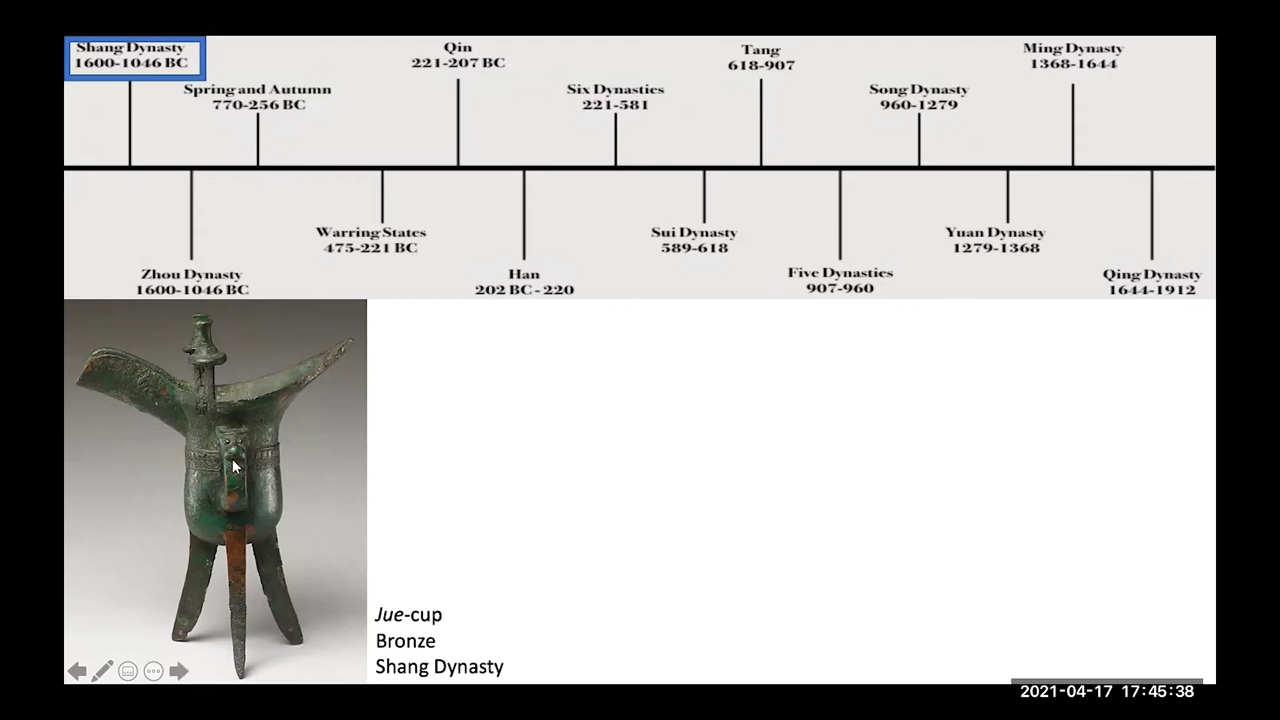 Shang Dynasty
1600-1046 BC
Qin
221-207 BC
Tang
618-907
Ming Dynasty
1368-1644
Spring and Autumn
770-256 BC
Six Dynasties
221-581
Song Dynasty
960-1279
Warring States
475-221 BC
Sui Dynasty
589-618
Yuan Dynasty
1279-1368
Zhou Dynasty
1600-1046 BC
Han
202 BC - 220
Five Dynasties
907-960
Qing Dynasty
1644-1912
Jue-cup
Bronze
Shang Dynasty
2021-04-17 17:45:38